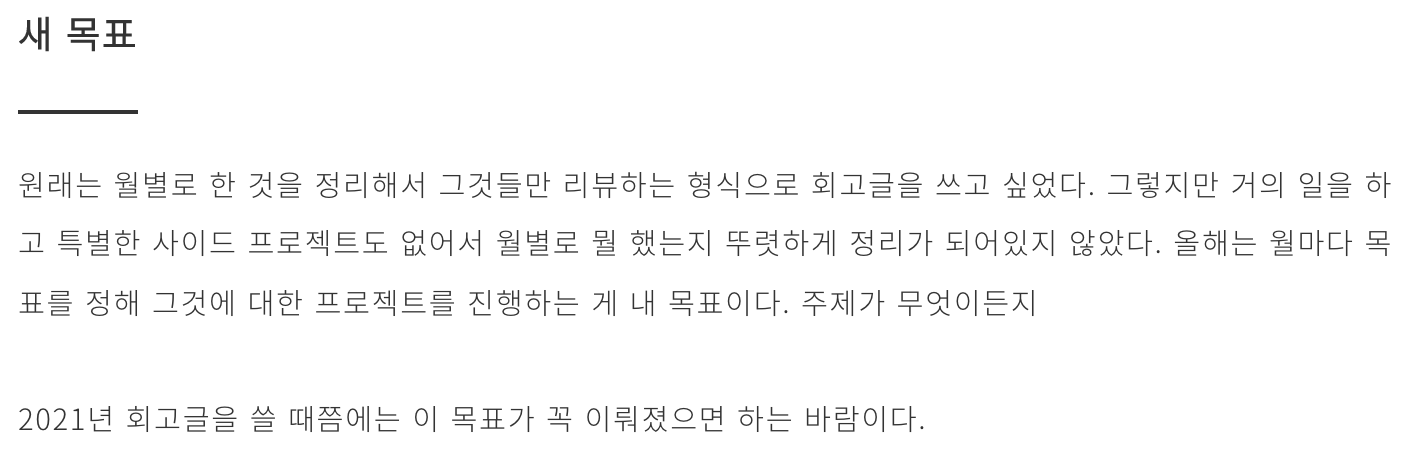 새 목표
원래는 월별로 한 것을 정리해서 그것들만 리뷰하는 형식으로 회고글을 쓰고 싶었다. 그렇지만 거의 일을 하
고 특별한 사이드 프로젝트도 없어서 월별로 뭘 했는지 뚜렷하게 정리가 되어있지 않았다. 올해는 월마다 목
표를 정해 그것에 대한 프로젝트를 진행하는 게 내 목표이다. 주제가 무엇이든지
2021년 회고글을 쓸 때쯤에는 이 목표가 꼭 이뤄졌으면 하는 바람이다.